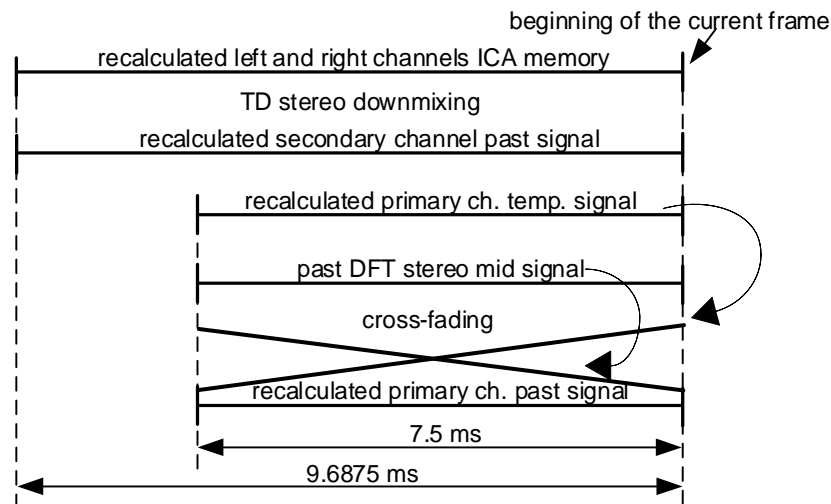 beginning of the current frame
recalculated left and right channels ICA memory
TD stereo downmixing
recalculated secondary channel past signal
recalculated primary ch. temp. signal
past DFT stereo mid signal
cross-fading
recalculated primary ch. past signal
7.5 ms
9.6875 ms